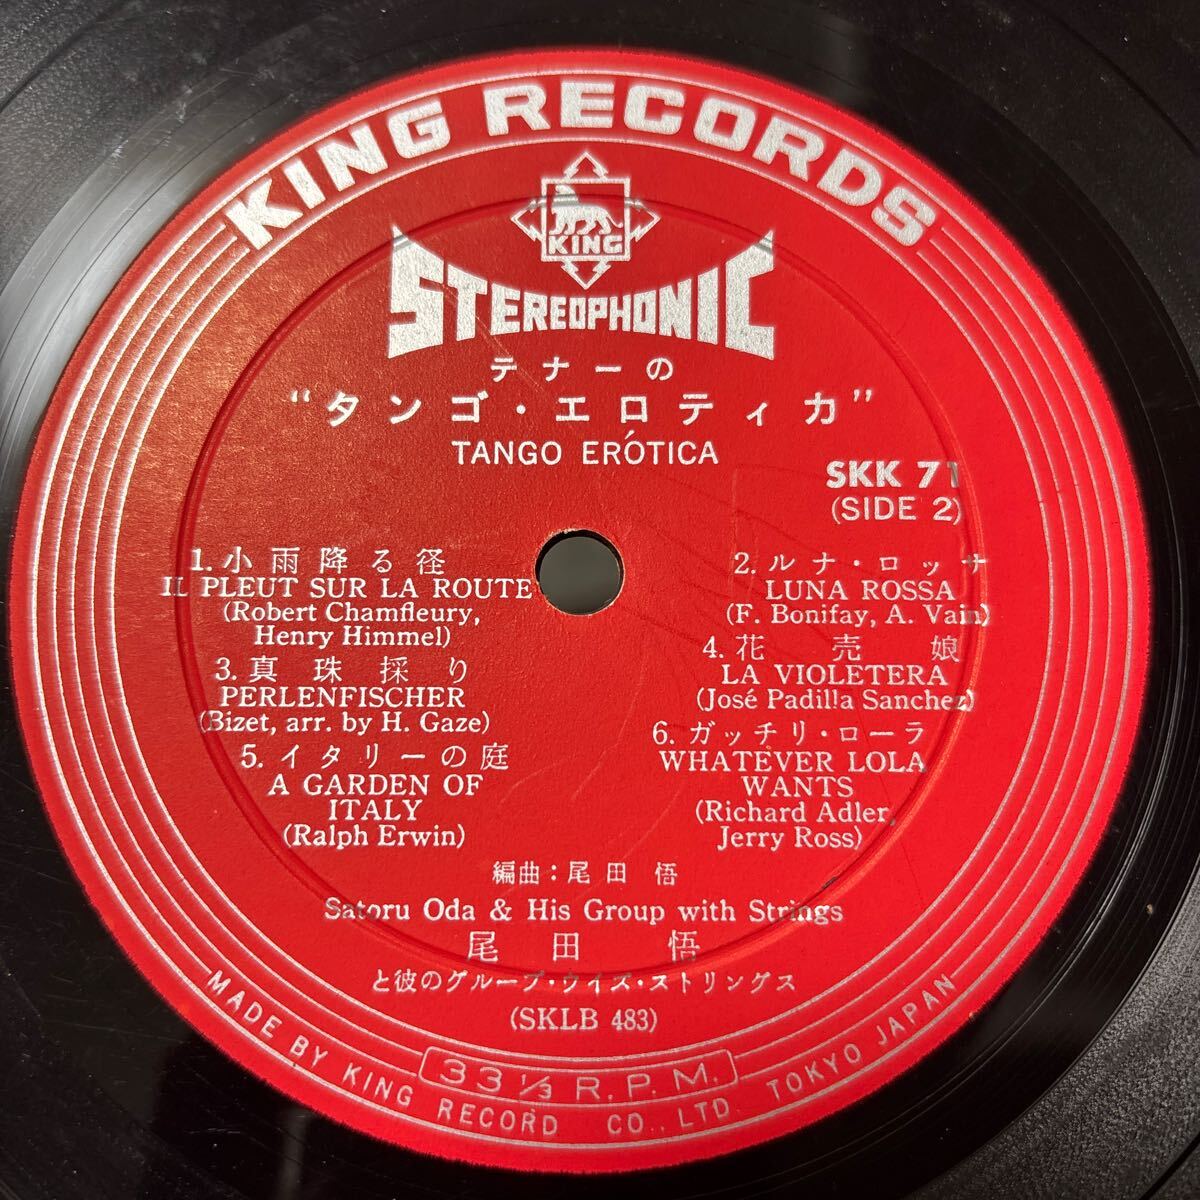 KING RECORDS
KING
STEREOPHONIC
テナーの
“タンゴ・エロティカ”
TANGO ERÓTICA
SKK 71
(SIDE 2)
1. 小雨降る径
IL PLEUT SUR LA ROUTE
(Robert Chamfleury,
Henry Himmel)
2. ルナ・ロッサ
LUNA ROSSA
(F. Bonifay, A. Vain)
3. 真珠採り
PERLENFISCHER
(Bizet, arr. by H. Gaze)
4. 花売娘
LA VIOLETERA
(José Padilla Sanchez)
5. イタリーの庭
A GARDEN OF
ITALY
(Ralph Erwin)
6. ガッチリ・ローラ
WHATEVER LOLA
WANTS
(Richard Adler,
Jerry Ross)
編曲：尾田悟
Satoru Oda & His Group with Strings
尾田悟
と彼のグループ・ウイズ・ストリングス
(SKLB 483)
33 1/3 R.P.M.
MADE BY KING RECORD CO., LTD. TOKYO JAPAN